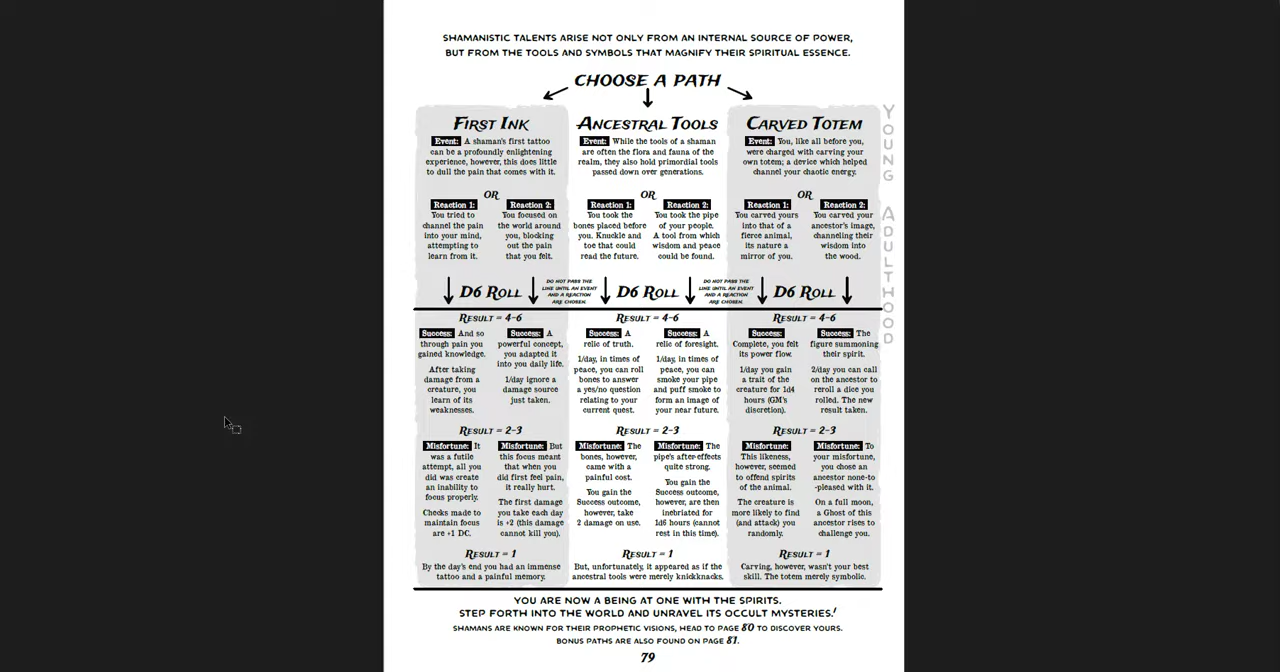 SHAMANISTIC TALENTS ARISE NOT ONLY FROM AN INTERNAL SOURCE OF POWER,
BUT FROM THE TOOLS AND SYMBOLS THAT MAGNIFY THEIR SPIRITUAL ESSENCE.
CHOOSE A PATH
FIRST INK
Event: A shaman's first tattoo
can be a profoundly enlightening
experience, however, this does little
to dull the pain that comes with it.
OR
Reaction 1:
You tried to
channel the pain
into your mind,
attempting to
learn from it.
Reaction 2:
You focused on
the world around
you, blocking
out the pain
that you felt.
ANCESTRAL TOOLS
Event: While the tools of a shaman
are often the flora and fauna of the
realm, they also hold primordial tools
passed down over generations.
OR
Reaction 1:
You took the
bones placed before
you. Knuckle and
toe that could
read the future.
Reaction 2:
You took the pipe
of your people.
A tool from which
wisdom and peace
could be found.
CARVED TOTEM
Event: You, like all before you,
were charged with carving your
own totem; a device which helped
channel your chaotic energy.
OR
Reaction 1:
You carved yours
into that of a
fierce animal,
its nature a
mirror of you.
Reaction 2:
You carved your
ancestor's image,
channeling their
wisdom into
the wood.
YOUNG ADULTHOOD
D6 ROLL
DO NOT PASS THE
LINE UNTIL AN EVENT
AND A REACTION
ARE CHOSEN.
D6 ROLL
DO NOT PASS THE
LINE UNTIL AN EVENT
AND A REACTION
ARE CHOSEN.
D6 ROLL
RESULT = 4-6
Success: And so
through pain you
gained knowledge.
After taking
damage from a
creature, you
learn of its
weaknesses.
Success: A
powerful concept,
you adapted it
into you daily life.
1/day ignore a
damage source
just taken.
RESULT = 2-3
Misfortune: It
was a futile
attempt, all you
did was create
an inability to
focus properly.
Checks made to
maintain focus
are +1 DC.
Misfortune: But
this focus meant
that when you
did first feel pain,
it really hurt.
The first damage
you take each day
is +2 (this damage
cannot kill you).
RESULT = 1
By the day's end you had an immense
tattoo and a painful memory.
RESULT = 4-6
Success: A
relic of truth.
1/day, in times of
peace, you can roll
bones to answer
a yes/no question
relating to your
current quest.
Success: A
relic of foresight.
1/day, in times of
peace, you can
smoke your pipe
and puff smoke to
form an image of
your near future.
RESULT = 2-3
Misfortune: The
bones, however,
came with a
painful cost.
You gain the
Success outcome,
however, take
2 damage on use.
Misfortune: The
pipe's after-effects
quite strong.
You gain the
Success outcome,
however, are then
inebriated for
1d6 hours (cannot
rest in this time).
RESULT = 1
But, unfortunately, it appeared as if the
ancestral tools were merely knickknacks.
RESULT = 4-6
Success:
Complete, you felt
its power flow.
1/day you gain
a trait of the
creature for 1d4
hours (GM's
discretion).
Success: The
figure summoning
their spirit.
2/day you can call
on the ancestor to
reroll a dice you
rolled. The new
result taken.
RESULT = 2-3
Misfortune:
This likeness,
however, seemed
to offend spirits
of the animal.
The creature is
more likely to find
(and attack) you
randomly.
Misfortune: To
your misfortune,
you chose an
ancestor none-to
-pleased with it.
On a full moon,
a Ghost of this
ancestor rises to
challenge you.
RESULT = 1
Carving, however, wasn't your best
skill. The totem merely symbolic.
YOU ARE NOW A BEING AT ONE WITH THE SPIRITS.
STEP FORTH INTO THE WORLD AND UNRAVEL ITS OCCULT MYSTERIES!
SHAMANS ARE KNOWN FOR THEIR PROPHETIC VISIONS, HEAD TO PAGE 80 TO DISCOVER YOURS.
BONUS PATHS ARE ALSO FOUND ON PAGE 81.
79